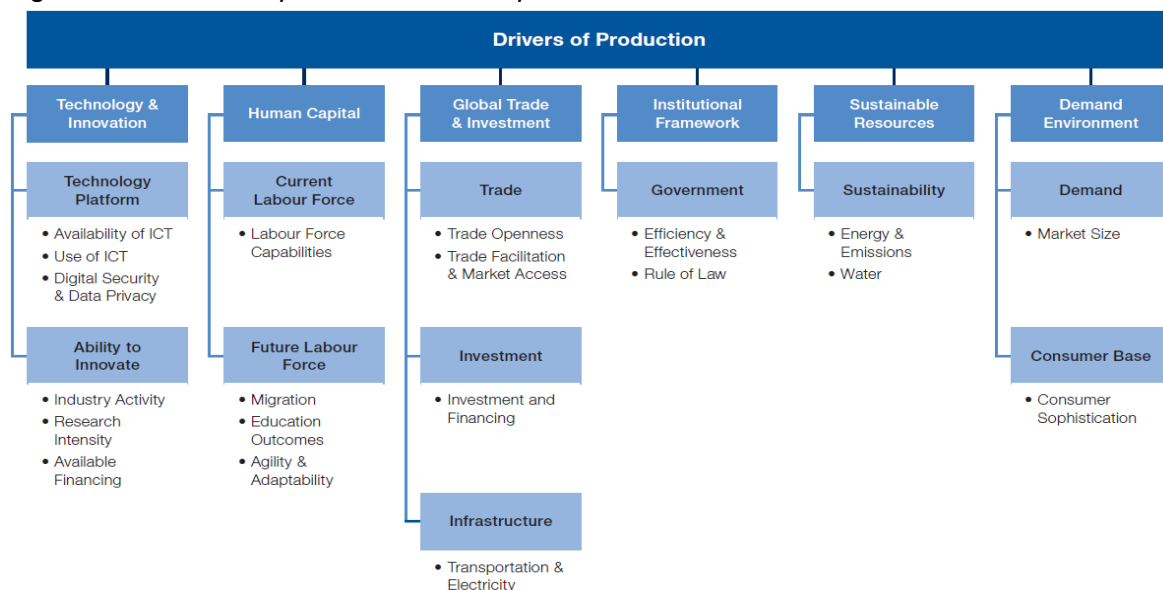 Drivers of Production
Technology &
Innovation
Human Capital
Global Trade
& Investment
Institutional
Framework
Sustainable
Resources
Demand
Environment
Technology
Platform
Current
Labour Force
Trade
Government
Sustainability
Demand
• Availability of ICT
• Use of ICT
• Digital Security
& Data Privacy
• Labour Force
Capabilities
• Trade Openness
• Trade Facilitation
& Market Access
• Efficiency &
Effectiveness
• Rule of Law
• Energy &
Emissions
• Water
• Market Size
Ability to
Innovate
Future Labour
Force
Investment
Consumer Base
• Industry Activity
• Research
Intensity
• Available
Financing
• Migration
• Education
Outcomes
• Agility &
Adaptability
• Investment and
Financing
• Consumer
Sophistication
Infrastructure
• Transportation &
Electricity